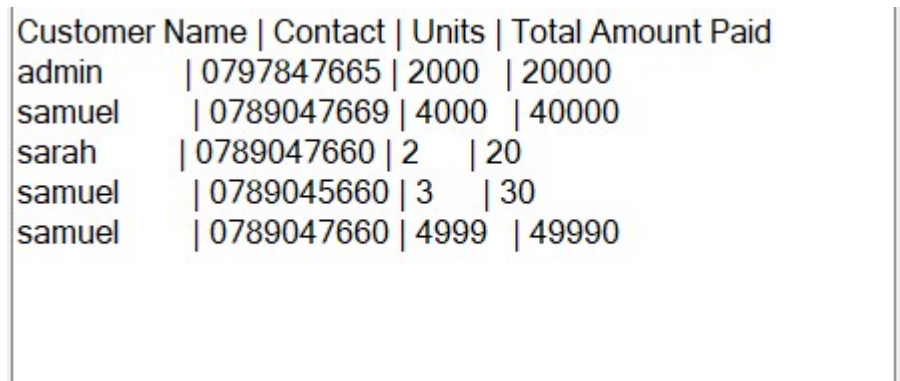 Customer Name | Contact | Units | Total Amount Paid
admin | 0797847665 | 2000 | 20000
samuel | 0789047669 | 4000 | 40000
sarah | 0789047660 | 2 | 20
samuel | 0789045660 | 3 | 30
samuel | 0789047660 | 4999 | 49990